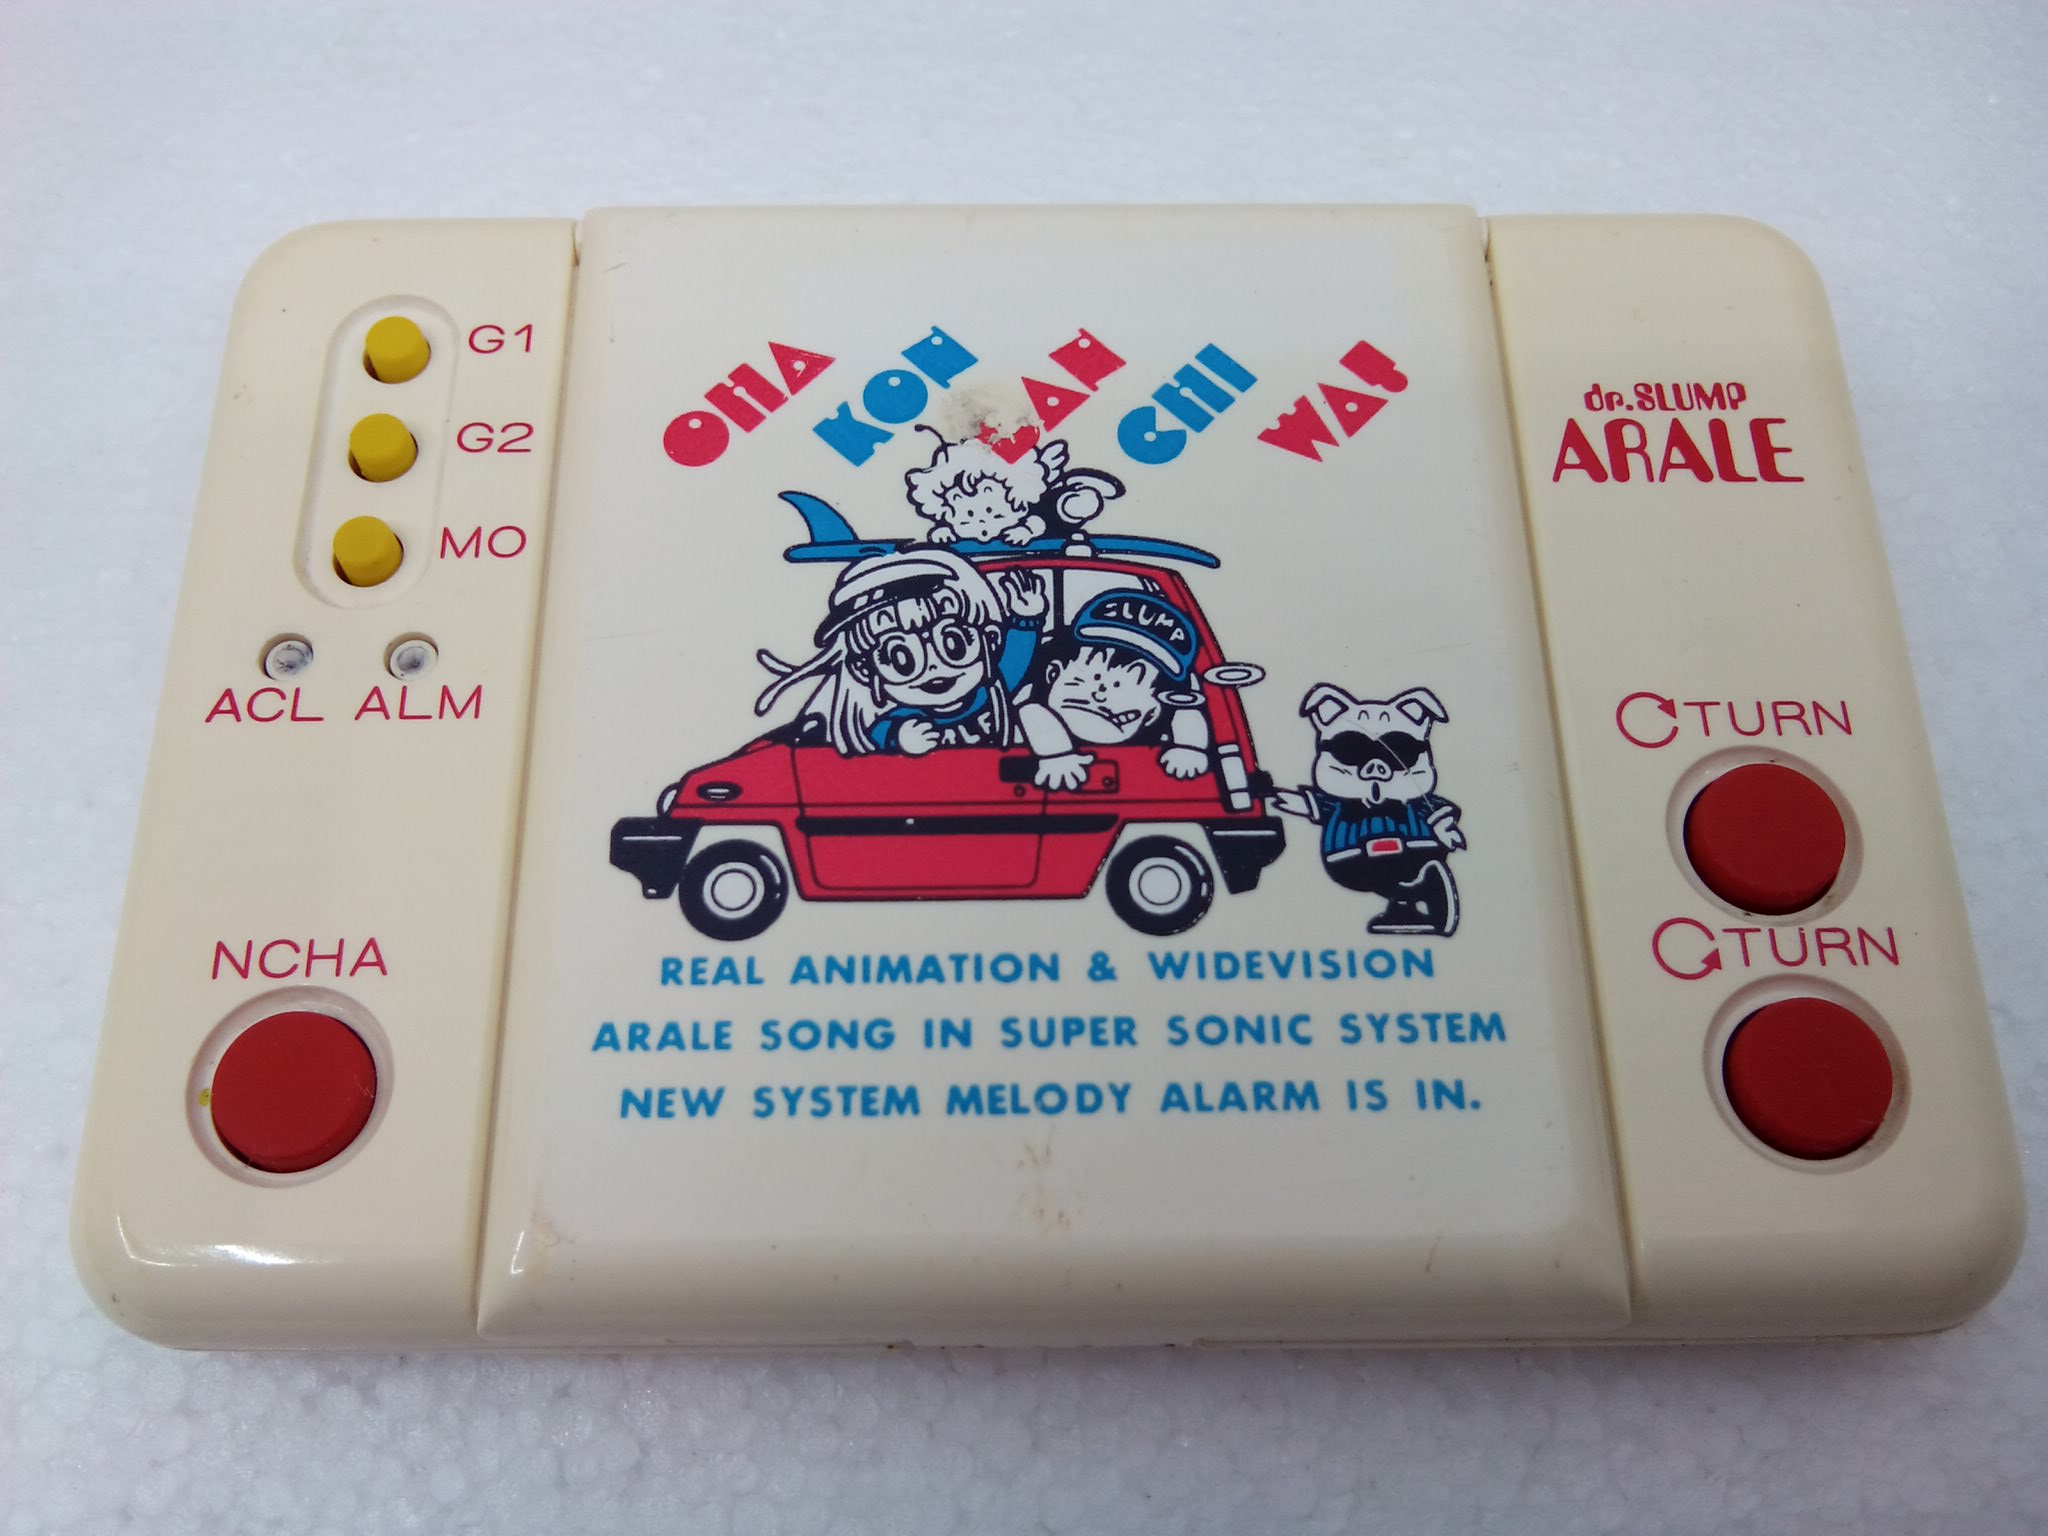 G1
G2
MO
ACL ALM
NCHA
OHA KON BAN CHI WA!
SLUMP
REAL ANIMATION & WIDEVISION
ARALE SONG IN SUPER SONIC SYSTEM
NEW SYSTEM MELODY ALARM IS IN.
dr.SLUMP
ARALE
TURN
TURN